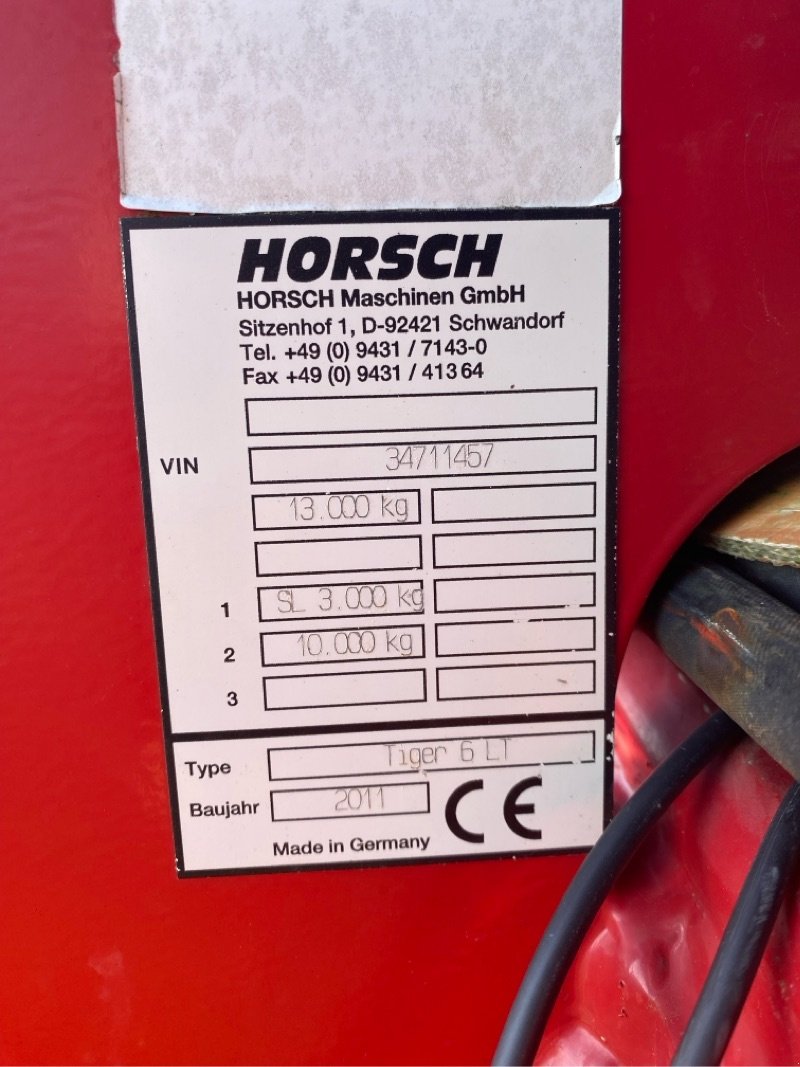 HORSCH
HORSCH Maschinen GmbH
Sitzenhof 1, D-92421 Schwandorf
Tel. +49 (0) 9431 / 7143-0
Fax +49 (0) 9431 / 413 64
VIN 34711457
13.000 kg
1 SL 3.000 kg
2 10.000 kg
3
Type Tiger 6 LT
Baujahr 2011 CE
Made in Germany